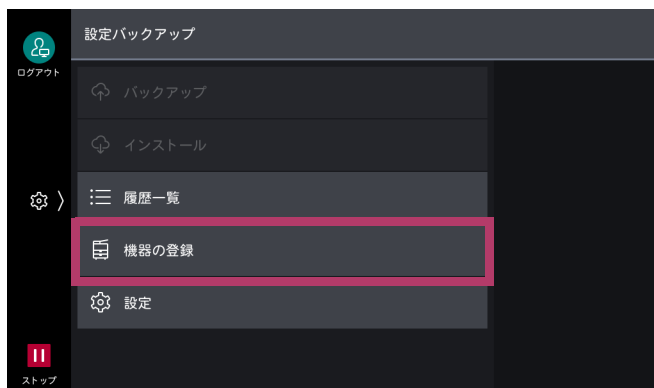 設定バックアップ
ログアウト
バックアップ
インストール
履歴一覧
機器の登録
設定
ストップ